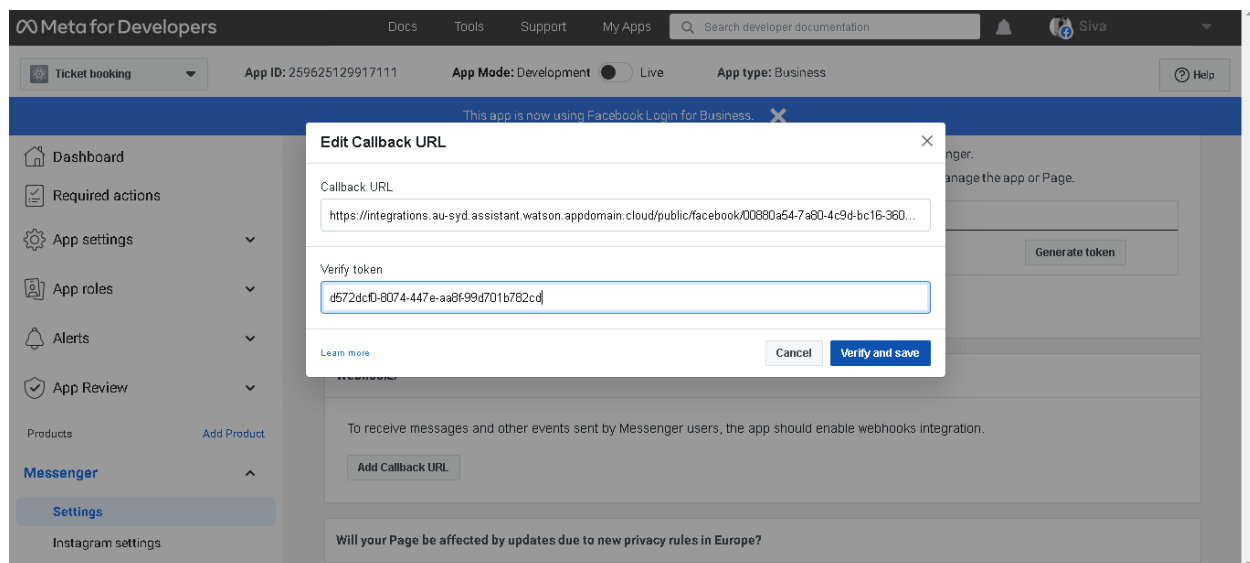 Meta for Developers Docs Tools Support My Apps Search developer documentation Siva
Ticket booking App ID: 259625129917111 App Mode: Development Live App type: Business Help
This app is now using Facebook Login for Business.
Edit Callback URL
Dashboard
nger.
Required actions
Callback URL
anage the app or Page.
https://integrations.au-syd.assistant.watson.appdomain.cloud/public/facebook/00880a54-7a80-4c9d-bc16-360...
App settings
Generate token
Verify token
App roles
d572dcf0-8074-447e-aa8f-99d701b782cd
Alerts
Learn more Cancel Verify and save
App Review
Products Add Product
To receive messages and other events sent by Messenger users, the app should enable webhooks integration.
Messenger
Add Callback URL
Settings
Instagram settings
Will your Page be affected by updates due to new privacy rules in Europe?